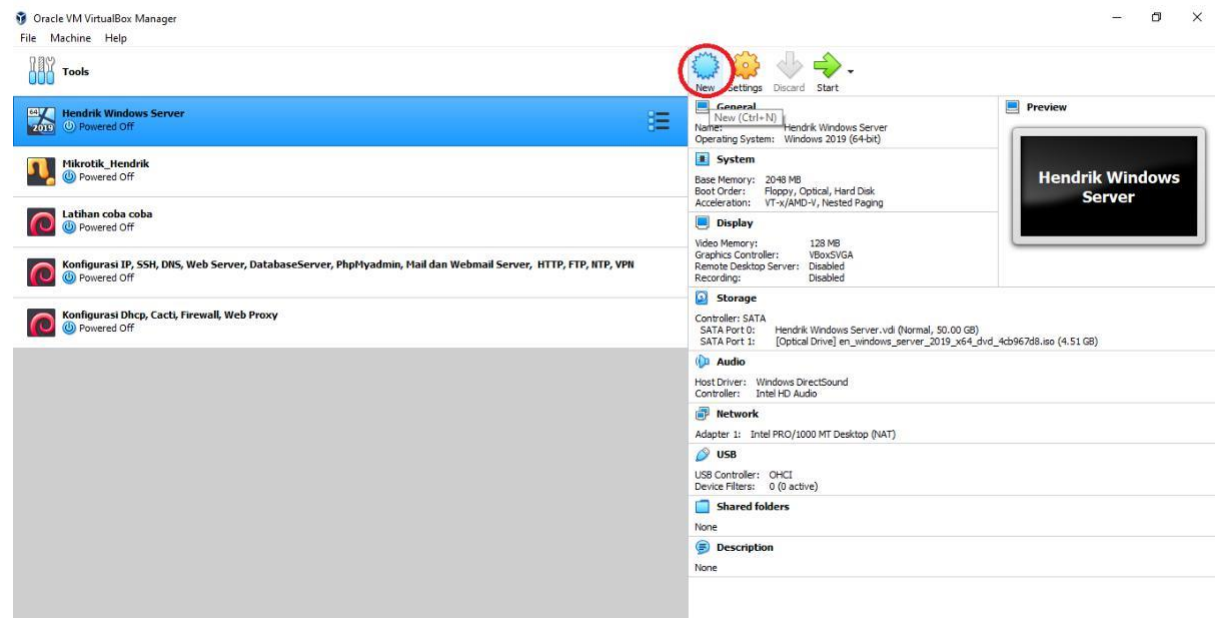 Oracle VM VirtualBox Manager
File Machine Help
Tools
New Settings Discard Start
New (Ctrl+N)
64 2019
Hendrik Windows Server
Powered Off
Mikrotik_Hendrik
Powered Off
Latihan coba coba
Powered Off
Konfigurasi IP, SSH, DNS, Web Server, DatabaseServer, PhpMyadmin, Mail dan Webmail Server, HTTP, FTP, NTP, VPN
Powered Off
Konfigurasi Dhcp, Cacti, Firewall, Web Proxy
Powered Off
General
Name: Hendrik Windows Server
Operating System: Windows 2019 (64-bit)
System
Base Memory: 2048 MB
Boot Order: Floppy, Optical, Hard Disk
Acceleration: VT-x/AMD-V, Nested Paging
Display
Video Memory: 128 MB
Graphics Controller: VBoxSVGA
Remote Desktop Server: Disabled
Recording: Disabled
Storage
Controller: SATA
SATA Port 0: Hendrik Windows Server.vdi (Normal, 50.00 GB)
SATA Port 1: [Optical Drive] en_windows_server_2019_x64_dvd_4cb967d8.iso (4.51 GB)
Audio
Host Driver: Windows DirectSound
Controller: Intel HD Audio
Network
Adapter 1: Intel PRO/1000 MT Desktop (NAT)
USB
USB Controller: OHCI
Device Filters: 0 (0 active)
Shared folders
None
Description
None
Preview
Hendrik Windows
Server